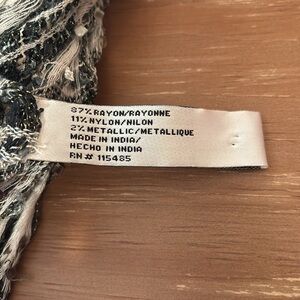 87% RAYON/RAYONNE
11% NYLON/NILON
2% METALLIC/METALLIQUE
MADE IN INDIA/
HECHO IN INDIA
RN # 115485